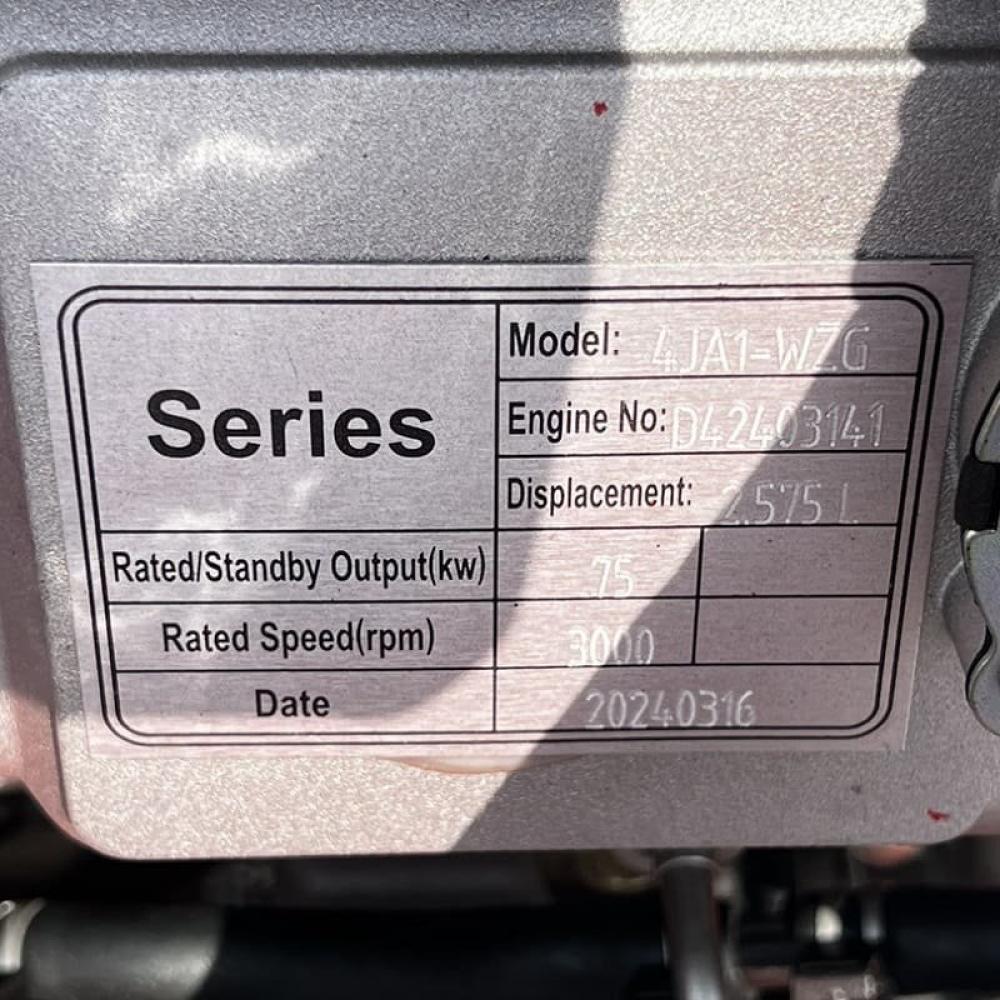 Series
Model: 4JA1-WZG
Engine No: D42403141
Displacement: 2.575 L
Rated/Standby Output(kw) 75
Rated Speed(rpm) 3000
Date 20240316